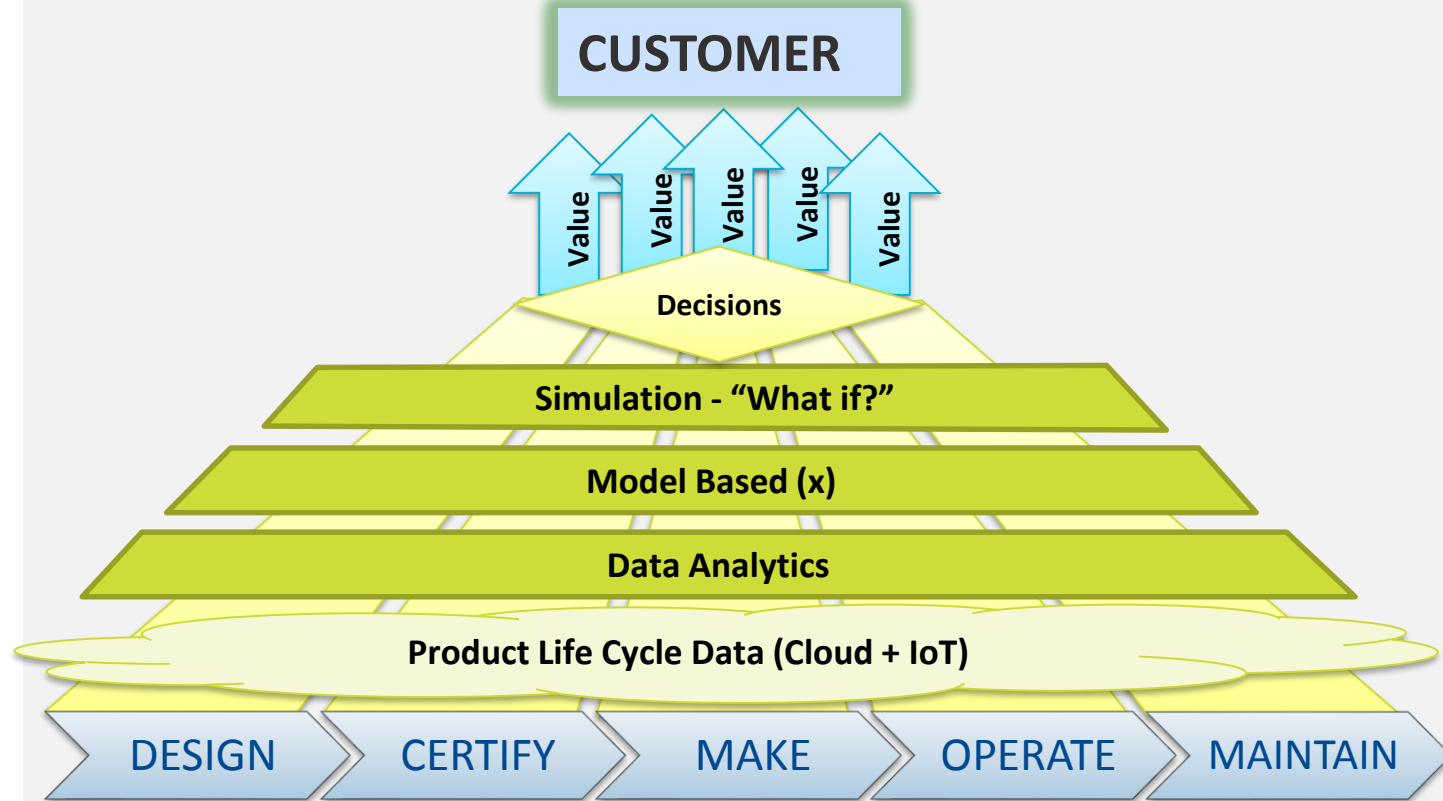 CUSTOMER
Value
Value
Value
Value
Value
Decisions
Simulation - “What if?”
Model Based (x)
Data Analytics
Product Life Cycle Data (Cloud + IoT)
DESIGN
CERTIFY
MAKE
OPERATE
MAINTAIN